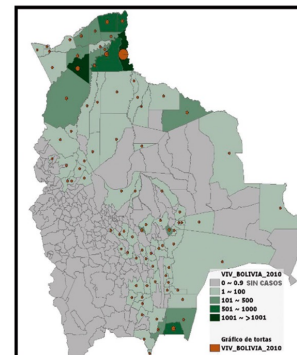 VIV_BOLIVIA_2010
0 ~ 0.9 SIN CASOS
1 ~ 100
101 ~ 500
501 ~ 1000
1001 ~ >1001
Gráfico de tortas
VIV_BOLIVIA_2010